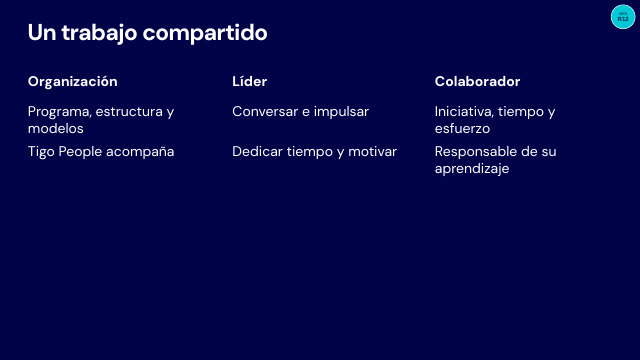 Un trabajo compartido
R12
Organización
Líder
Colaborador
Programa, estructura y
modelos
Conversar e impulsar
Iniciativa, tiempo y
esfuerzo
Tigo People acompaña
Dedicar tiempo y motivar
Responsable de su
aprendizaje